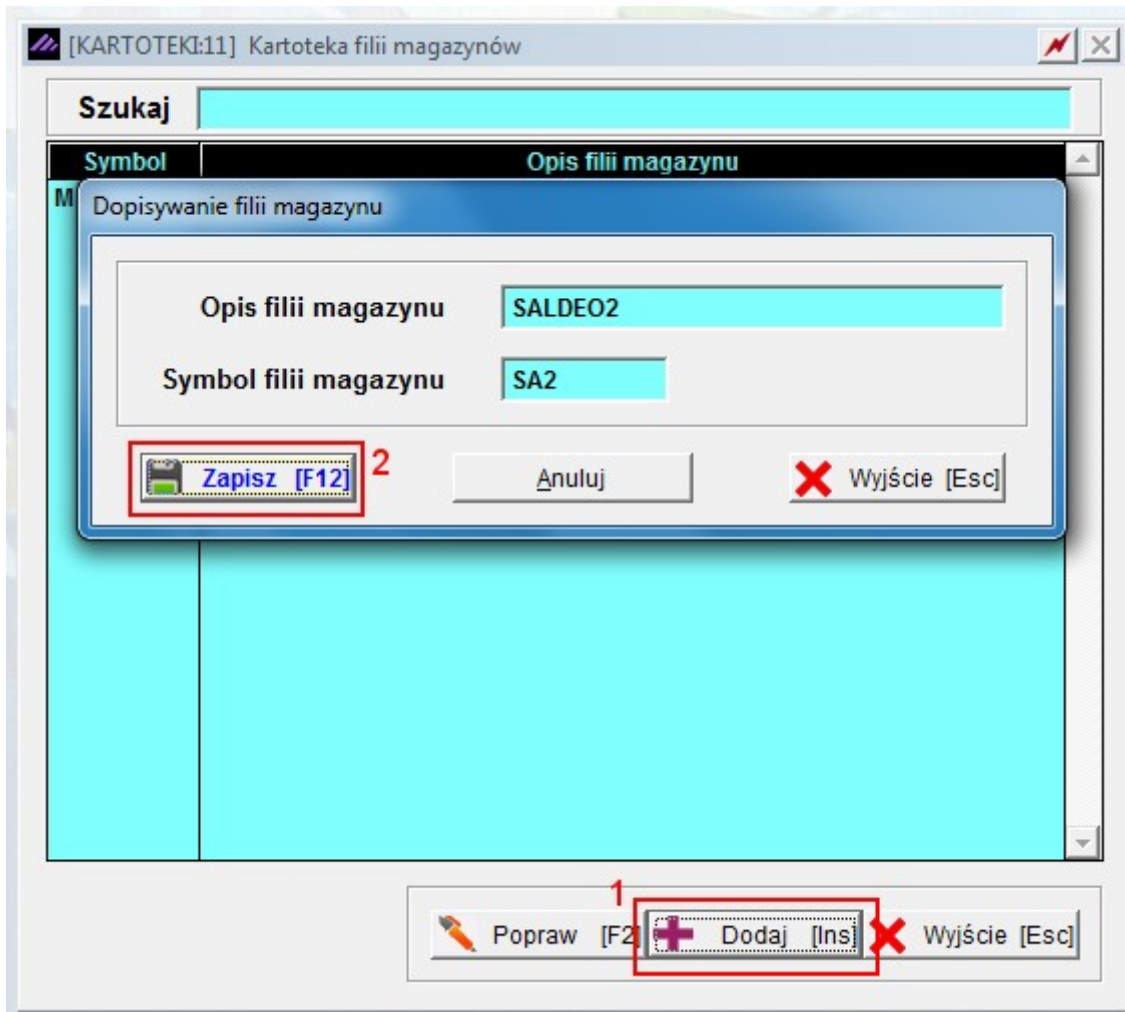 [KARTOTEKI:11] Kartoteka filii magazynów
Szukaj
Symbol Opis filii magazynu
M
Dopisywanie filii magazynu
Opis filii magazynu SALDEO2
Symbol filii magazynu SA2
Zapisz [F12] 2 Anuluj Wyjście [Esc]
1
Popraw [F2] Dodaj [Ins] Wyjście [Esc]